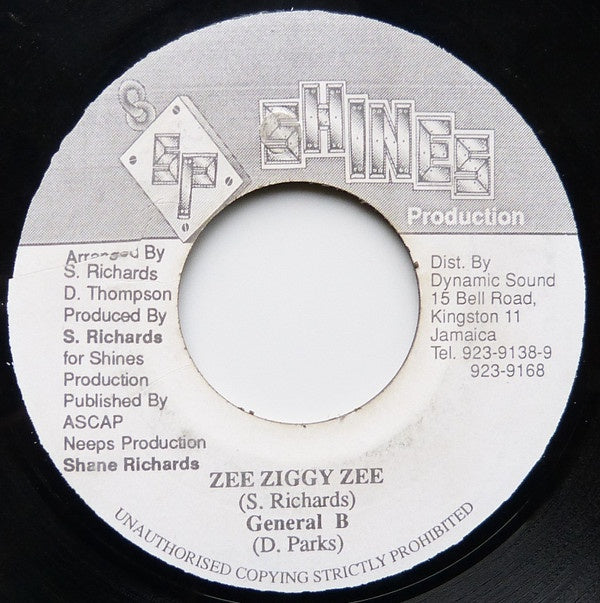 S
SP
SHINES
Production
Arranged By
S. Richards
D. Thompson
Produced By
S. Richards
for Shines
Production
Published By
ASCAP
Neeps Production
Shane Richards
Dist. By
Dynamic Sound
15 Bell Road,
Kingston 11
Jamaica
Tel. 923-9138-9
923-9168
ZEE ZIGGY ZEE
(S. Richards)
General B
(D. Parks)
UNAUTHORISED COPYING STRICTLY PROHIBITED